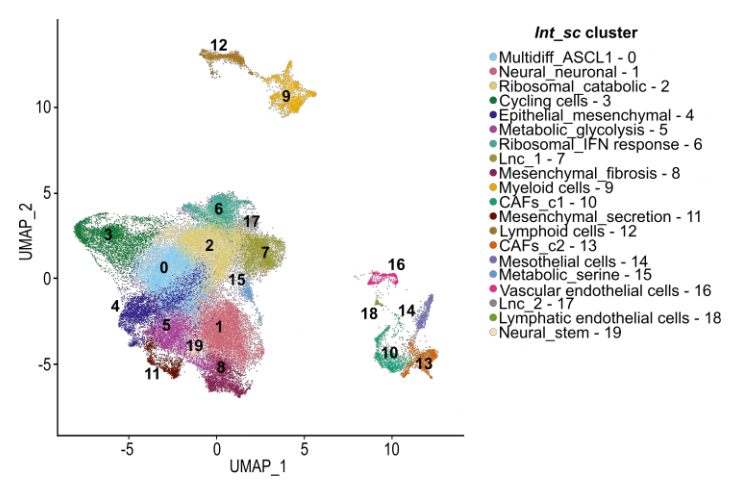 Int_sc cluster
Multidiff_ASCL1 - 0
Neural_neuronal - 1
Ribosomal_catabolic - 2
Cycling cells - 3
Epithelial_mesenchymal - 4
Metabolic_glycolysis - 5
Ribosomal_IFN response - 6
Lnc_1 - 7
Mesenchymal_fibrosis - 8
Myeloid cells - 9
CAFs_c1 - 10
Mesenchymal_secretion - 11
Lymphoid cells - 12
CAFs_c2 - 13
Mesothelial cells - 14
Metabolic_serine - 15
Vascular endothelial cells - 16
Lnc_2 - 17
Lymphatic endothelial cells - 18
Neural_stem - 19
12
9
6
17
3
2
7
0
15
16
4
18
14
5
1
19
10
13
8
11
10
5
0
-5
UMAP_2
-5
0
5
10
UMAP_1